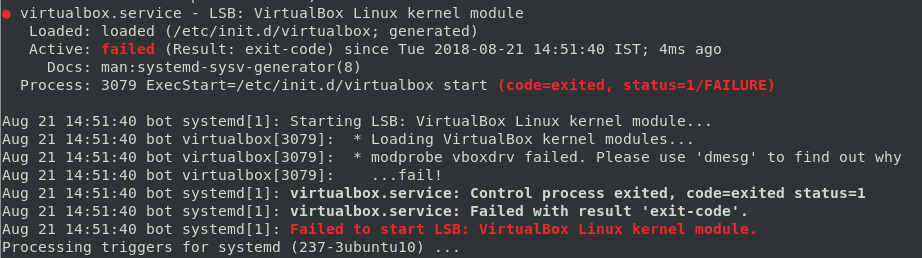 ● virtualbox.service - LSB: VirtualBox Linux kernel module
   Loaded: loaded (/etc/init.d/virtualbox; generated)
   Active: failed (Result: exit-code) since Tue 2018-08-21 14:51:40 IST; 4ms ago
     Docs: man:systemd-sysv-generator(8)
  Process: 3079 ExecStart=/etc/init.d/virtualbox start (code=exited, status=1/FAILURE)

Aug 21 14:51:40 bot systemd[1]: Starting LSB: VirtualBox Linux kernel module...
Aug 21 14:51:40 bot virtualbox[3079]:  * Loading VirtualBox kernel modules...
Aug 21 14:51:40 bot virtualbox[3079]:  * modprobe vboxdrv failed. Please use 'dmesg' to find out why
Aug 21 14:51:40 bot virtualbox[3079]:    ...fail!
Aug 21 14:51:40 bot systemd[1]: virtualbox.service: Control process exited, code=exited status=1
Aug 21 14:51:40 bot systemd[1]: virtualbox.service: Failed with result 'exit-code'.
Aug 21 14:51:40 bot systemd[1]: Failed to start LSB: VirtualBox Linux kernel module.
Processing triggers for systemd (237-3ubuntu10) ...